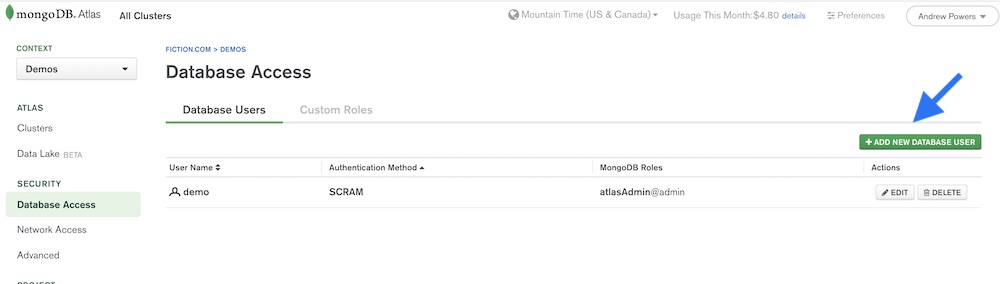 mongoDB. Atlas All Clusters Mountain Time (US & Canada) Usage This Month:$4.80 details Preferences Andrew Powers
CONTEXT
Demos
ATLAS
Clusters
Data Lake BETA
SECURITY
Database Access
Network Access
Advanced
FICTION.COM > DEMOS
Database Access
Database Users Custom Roles
+ ADD NEW DATABASE USER
User Name Authentication Method MongoDB Roles Actions
demo SCRAM atlasAdmin@admin EDIT DELETE